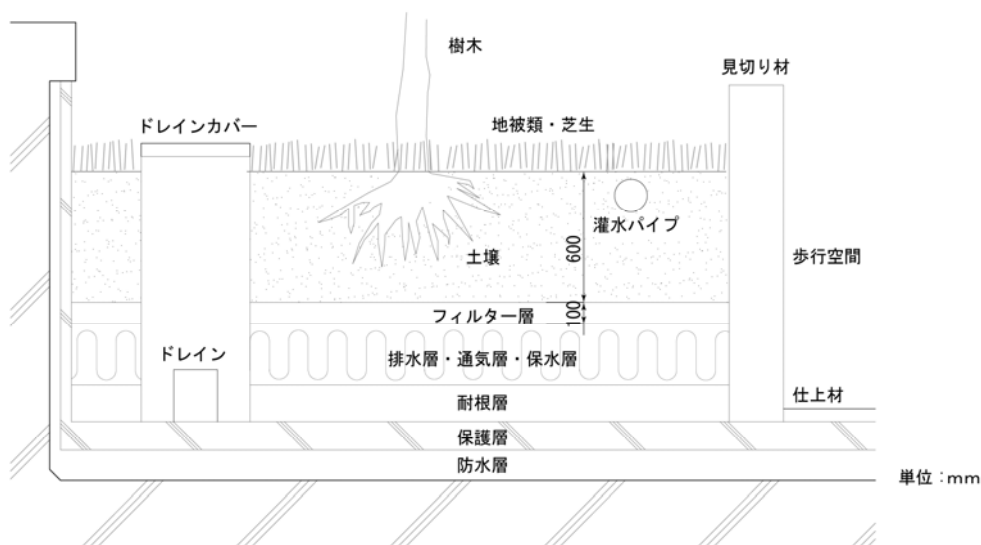 樹木
見切り材
ドレインカバー
地被類・芝生
灌水パイプ
600
土壌
歩行空間
フィルター層
100
ドレイン
排水層・通気層・保水層
耐根層
仕上材
保護層
防水層
単位：mm